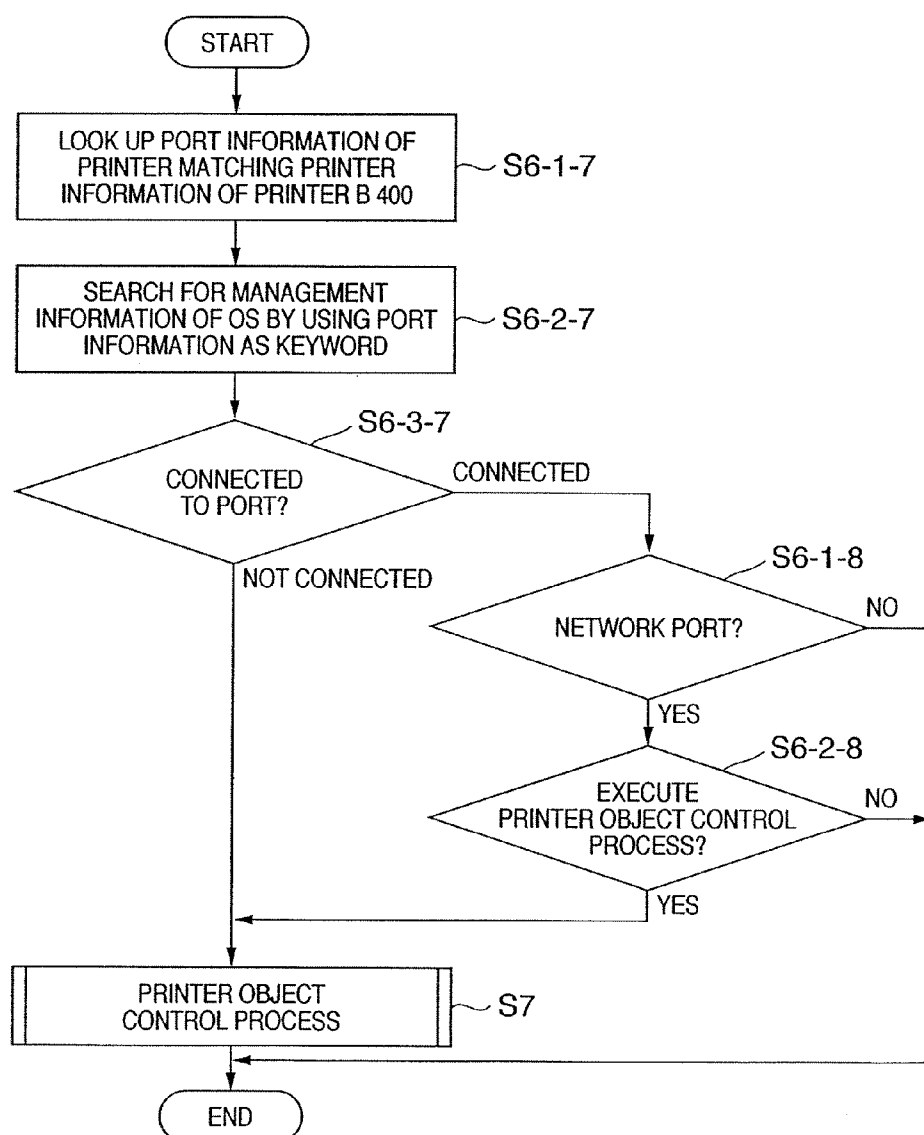 START
LOOK UP PORT INFORMATION OF
PRINTER MATCHING PRINTER
INFORMATION OF PRINTER B 400
S6-1-7
SEARCH FOR MANAGEMENT
INFORMATION OF OS BY USING PORT
INFORMATION AS KEYWORD
S6-2-7
S6-3-7
CONNECTED
TO PORT?
CONNECTED
NOT CONNECTED
S6-1-8
NETWORK PORT?
NO
YES
S6-2-8
EXECUTE
PRINTER OBJECT CONTROL
PROCESS?
NO
YES
PRINTER OBJECT
CONTROL PROCESS
S7
END